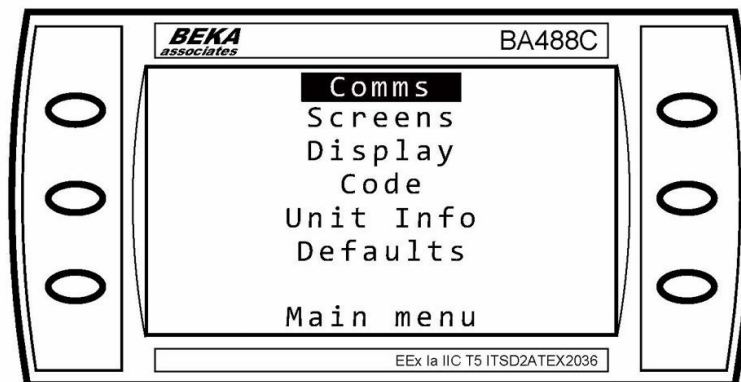 BEKA
associates
BA488C
Comms
Screens
Display
Code
Unit Info
Defaults
Main menu
EEx Ia IIC T5 ITSD2ATEX2036